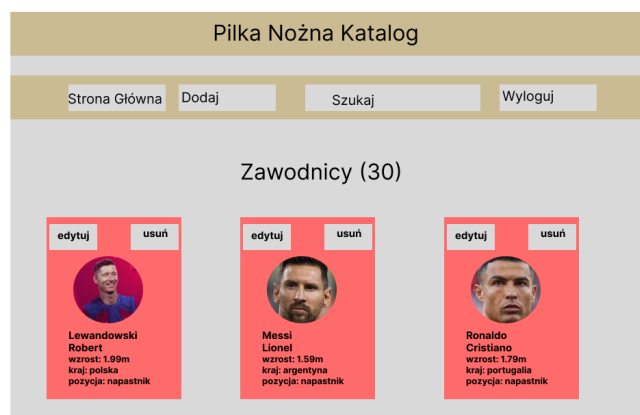 Pilka Nożna Katalog
Strona Główna
Dodaj
Szukaj
Wyloguj
Zawodnicy (30)
edytuj
usuń
Lewandowski
Robert
wzrost: 1.99m
kraj: polska
pozycja: napastnik
edytuj
usuń
Messi
Lionel
wzrost: 1.59m
kraj: argentyna
pozycja: napastnik
edytuj
usuń
Ronaldo
Cristiano
wzrost: 1.79m
kraj: portugalia
pozycja: napastnik